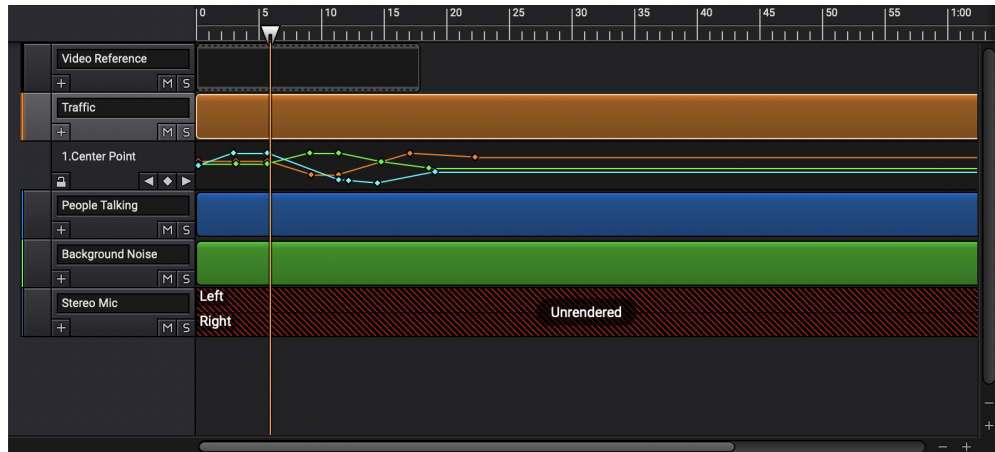 0 5 10 15 20 25 30 35 40 45 50 55 1:00
Video Reference
+ M S
Traffic
+ M S
1.Center Point
People Talking
+ M S
Background Noise
+ M S
Stereo Mic
+ M S
Left
Right
Unrendered
−
+
− +